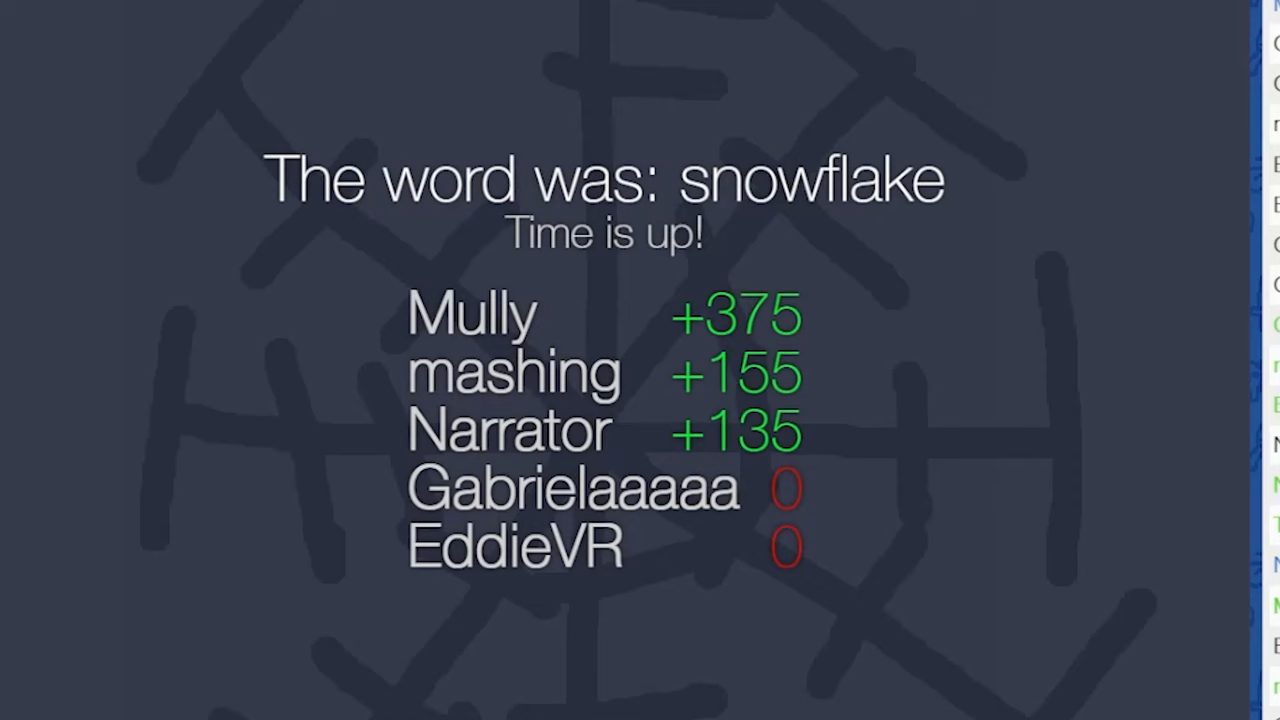 The word was: snowflake
Time is up!
Mully +375
mashing +155
Narrator +135
Gabrielaaaaa 0
EddieVR 0